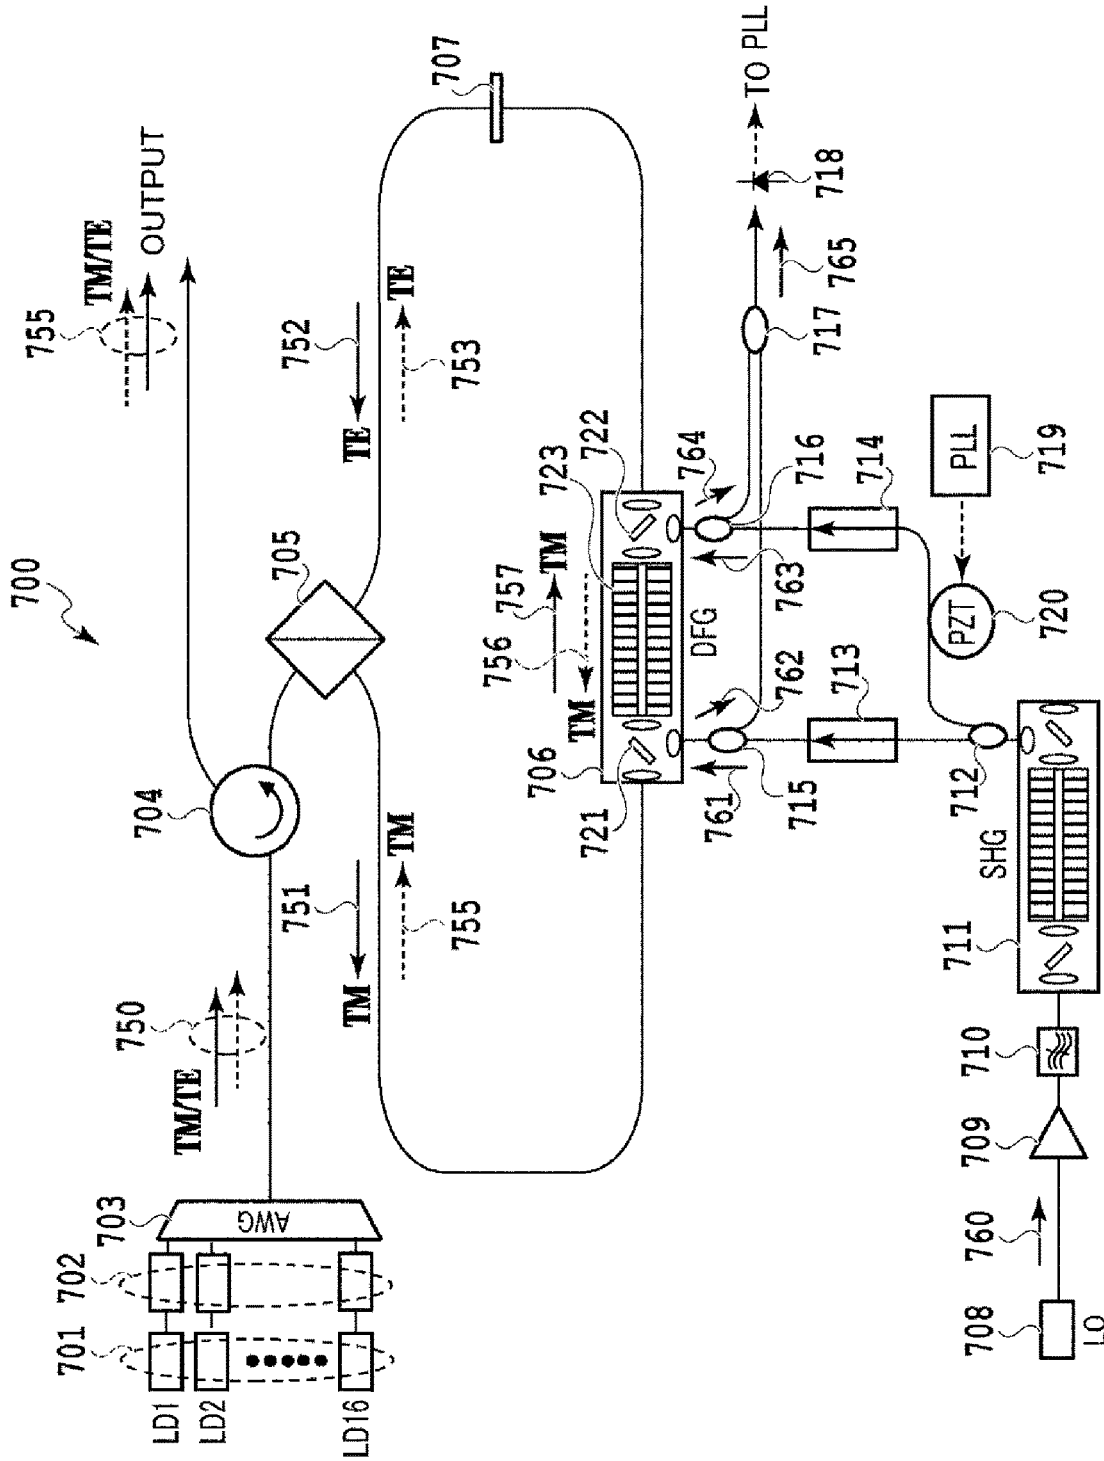 700
755
701
702
TM/TE
703
750
704
OUTPUT
LD1
TM/TE
LD2
AWG
705
751
752
LD16
TM
TE
TM
TE
707
755
753
756
757
706
723
TM
TM
721
722
764
DFG
761
762
763
716
TO PLL
715
765
717
718
713
714
711
712
PLL
719
709
710
SHG
PZT
720
760
708
LO